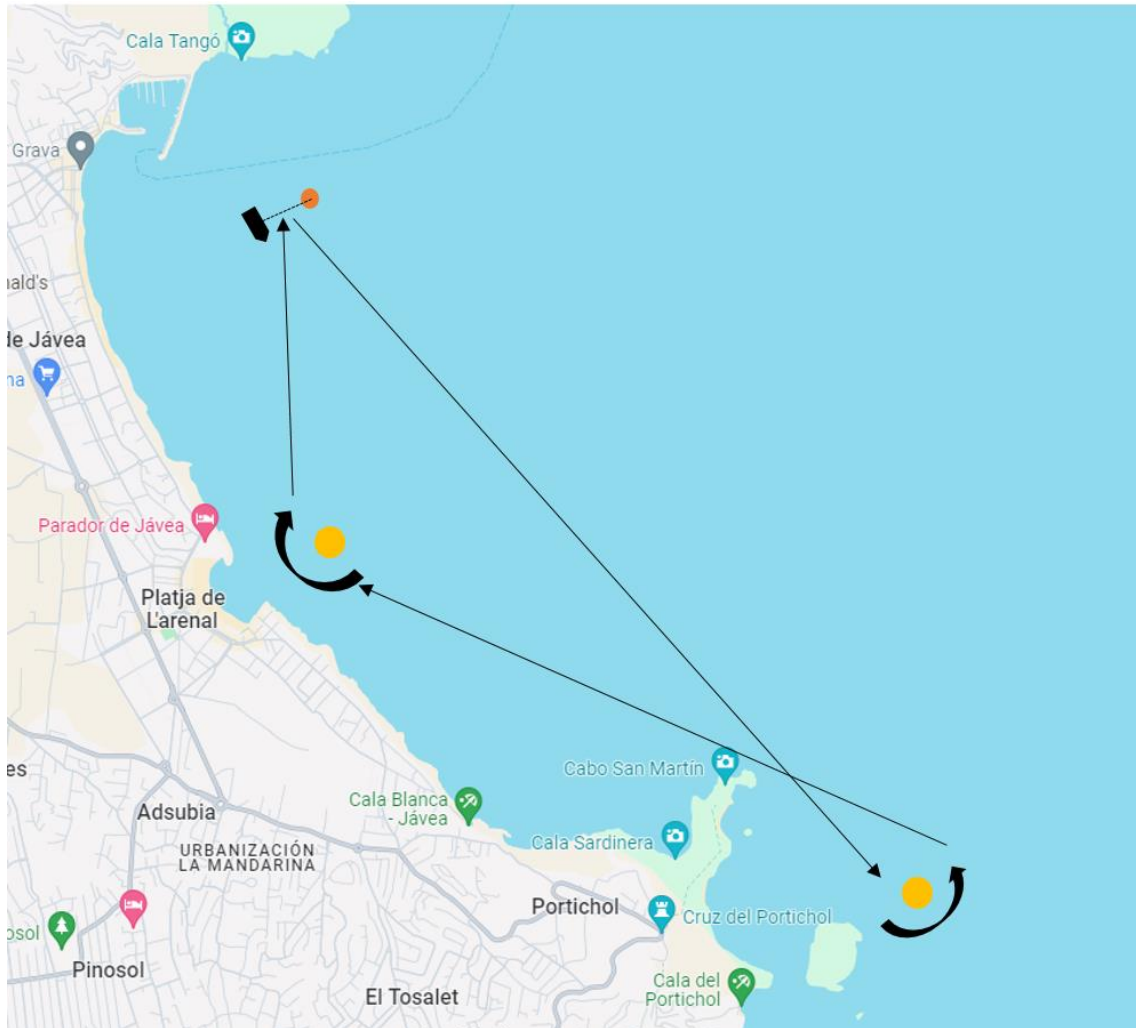 Cala Tangó
Grava
nald's
de Jávea
na
Parador de Jávea
Platja de
L'arenal
Cabo San Martín
es
Cala Blanca
- Jávea
Adsubia
Cala Sardinera
URBANIZACIÓN
LA MANDARINA
Portichol
Cruz del Portichol
osol
Pinosol
El Tosalet
Cala del
Portichol